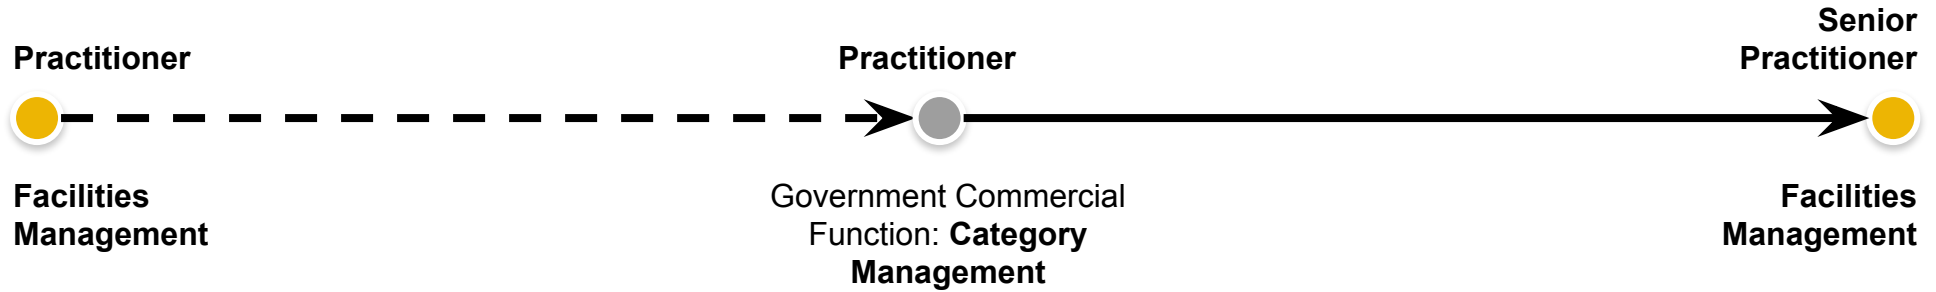 Practitioner
Facilities
Management
Practitioner
Government Commercial
Function: Category
Management
Senior
Practitioner
Facilities
Management